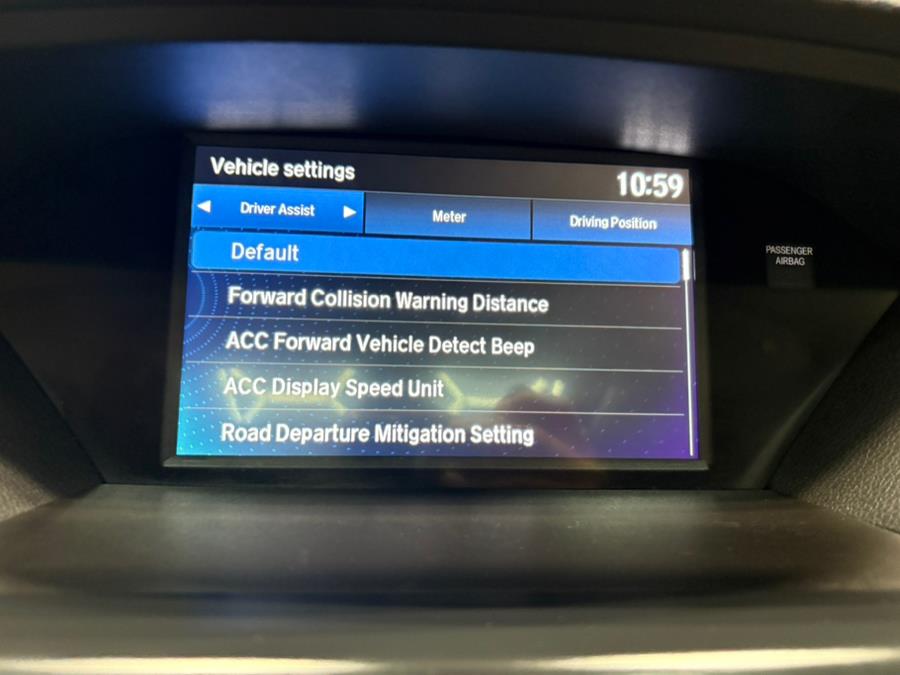 Vehicle settings
10:59
Driver Assist
Meter
Driving Position
Default
Forward Collision Warning Distance
ACC Forward Vehicle Detect Beep
ACC Display Speed Unit
Road Departure Mitigation Setting
PASSENGER
AIRBAG